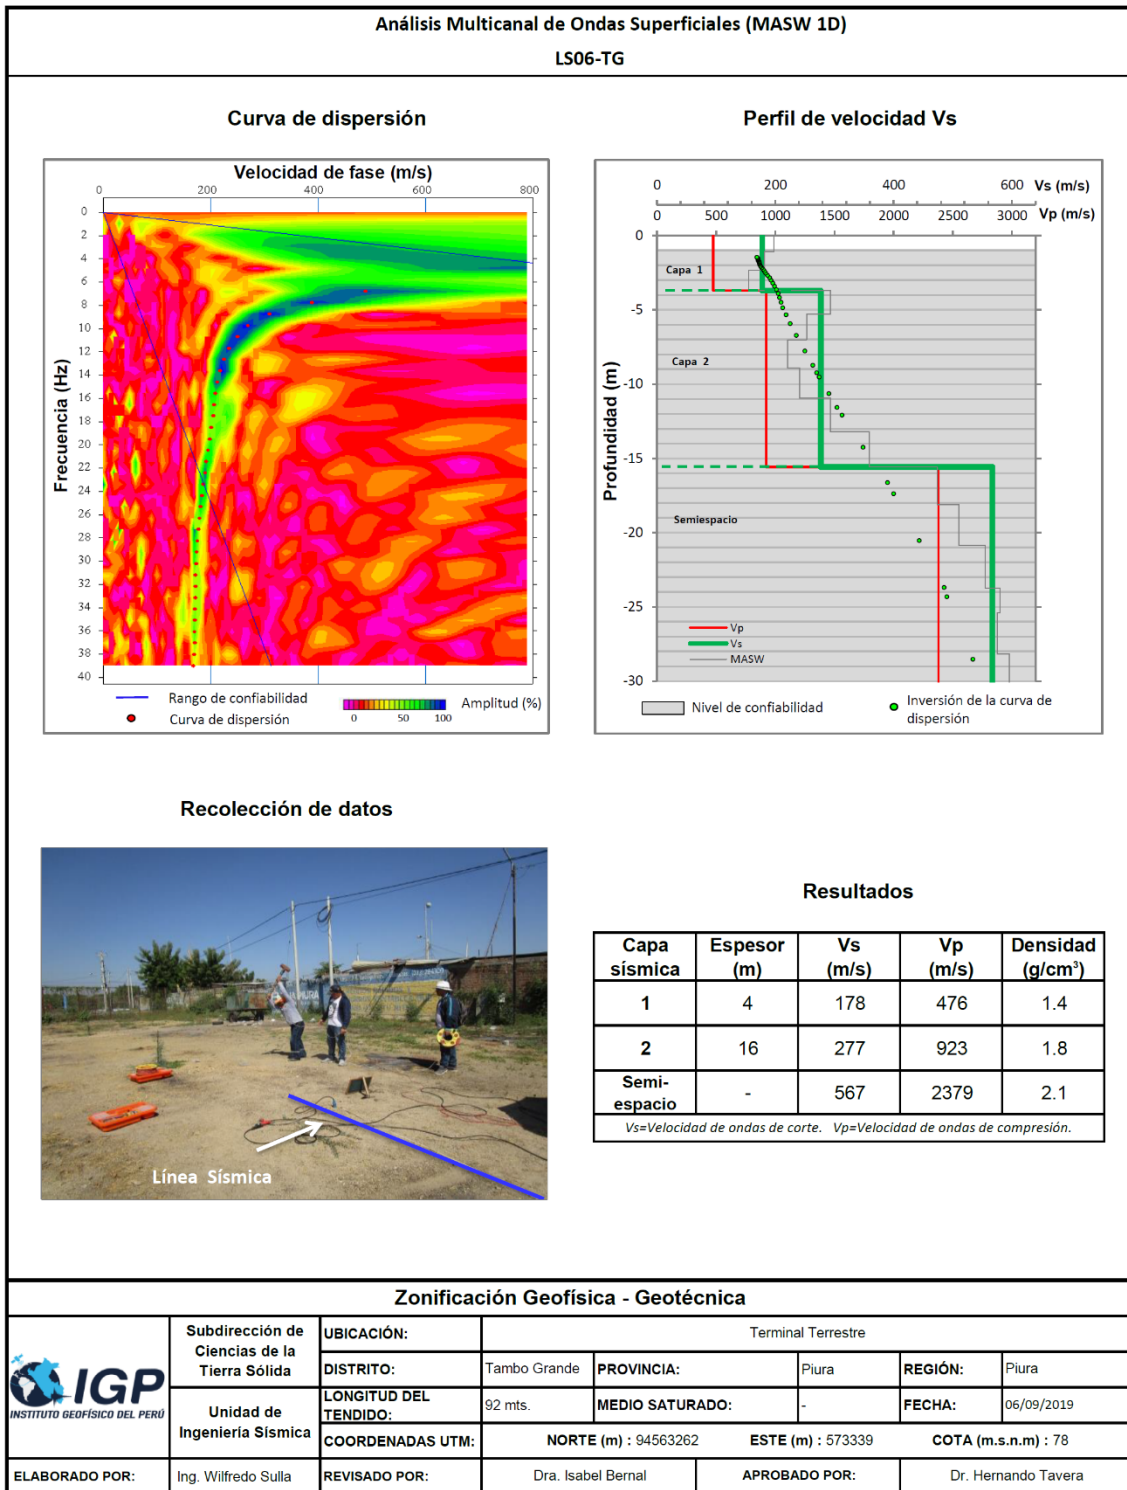 Análisis Multicanal de Ondas Superficiales (MASW 1D)
LS06-TG
Curva de dispersión
Velocidad de fase (m/s)
0 200 400 600 800
Frecuencia (Hz)
0
2
4
6
8
10
12
14
16
18
20
22
24
26
28
30
32
34
36
38
40
Rango de confiabilidad
Curva de dispersión
Amplitud (%)
0 50 100
Perfil de velocidad Vs
0 200 400 600 Vs (m/s)
0 500 1000 1500 2000 2500 3000 Vp (m/s)
Profundidad (m)
0
-5
-10
-15
-20
-25
-30
Capa 1
Capa 2
Semiespacio
Vp
Vs
MASW
Nivel de confiabilidad
Inversión de la curva de
dispersión
Recolección de datos
Línea Sísmica
Resultados
Capa sísmica Espesor (m) Vs (m/s) Vp (m/s) Densidad (g/cm³)
1 4 178 476 1.4
2 16 277 923 1.8
Semi-espacio - 567 2379 2.1
Vs=Velocidad de ondas de corte. Vp=Velocidad de ondas de compresión.
Zonificación Geofísica - Geotécnica
IGP
INSTITUTO GEOFÍSICO DEL PERÚ
Subdirección de
Ciencias de la
Tierra Sólida
Unidad de
Ingeniería Sísmica
UBICACIÓN: Terminal Terrestre
DISTRITO: Tambo Grande PROVINCIA: Piura REGIÓN: Piura
LONGITUD DEL TENDIDO: 92 mts. MEDIO SATURADO: - FECHA: 06/09/2019
COORDENADAS UTM: NORTE (m) : 94563262 ESTE (m) : 573339 COTA (m.s.n.m) : 78
ELABORADO POR: Ing. Wilfredo Sulla REVISADO POR: Dra. Isabel Bernal APROBADO POR: Dr. Hernando Tavera